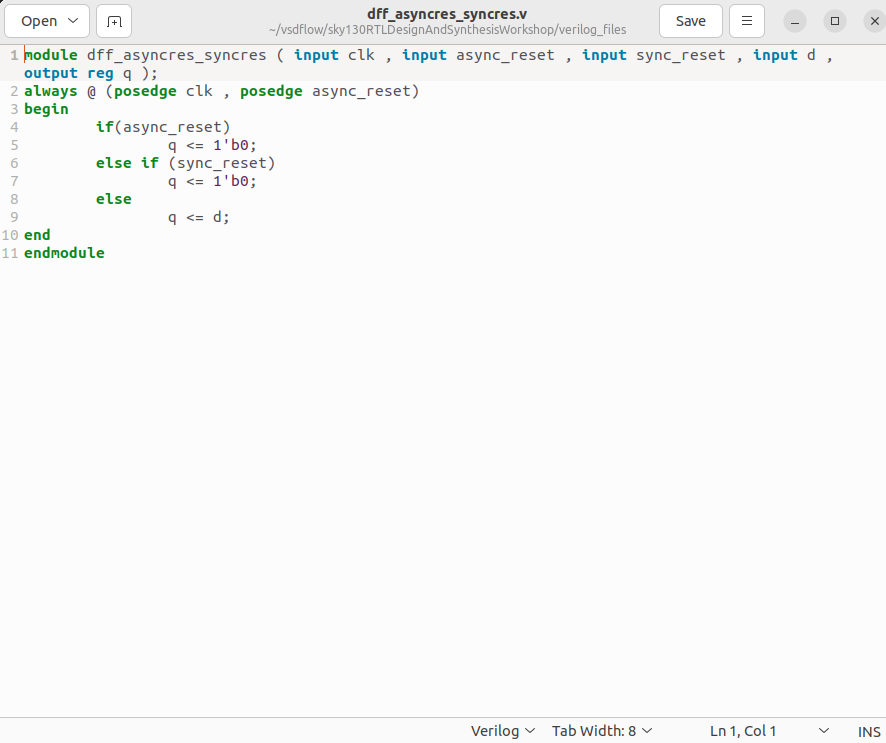 Open
dff_asyncres_syncres.v
~/vsdflow/sky130RTLDesignAndSynthesisWorkshop/verilog_files
Save
1 module dff_asyncres_syncres ( input clk , input async_reset , input sync_reset , input d ,
output reg q );
2 always @ (posedge clk , posedge async_reset)
3 begin
4 if(async_reset)
5 q <= 1'b0;
6 else if (sync_reset)
7 q <= 1'b0;
8 else
9 q <= d;
10 end
11 endmodule
Verilog Tab Width: 8 Ln 1, Col 1 INS